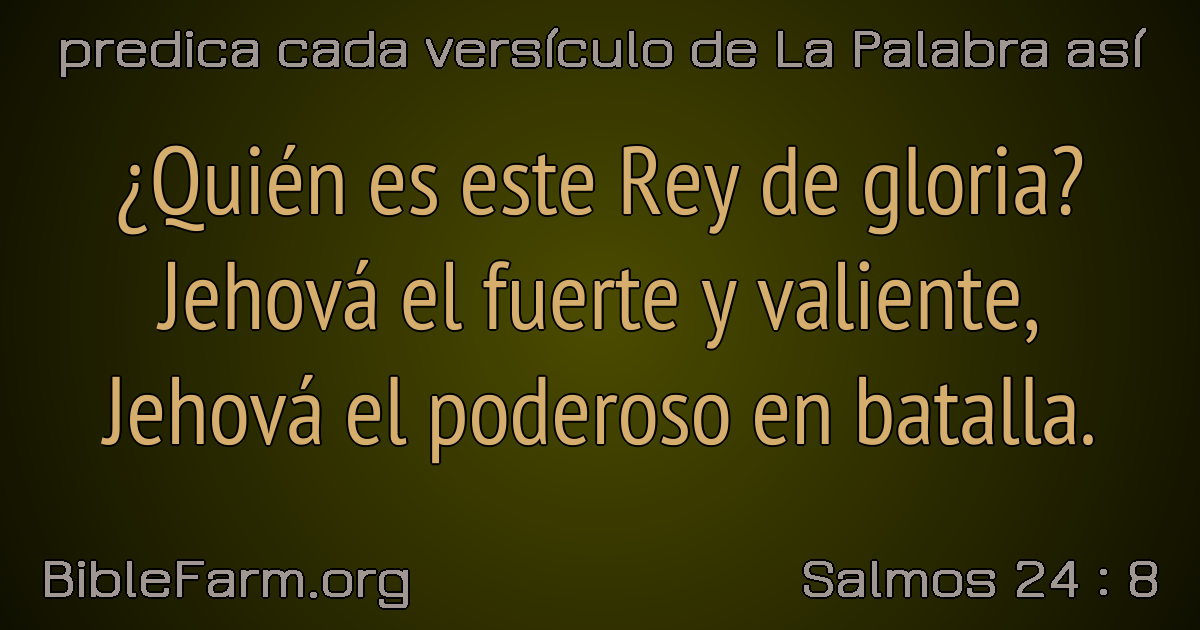 predica cada versículo de La Palabra así
¿Quién es este Rey de gloria?
Jehová el fuerte y valiente,
Jehová el poderoso en batalla.
BibleFarm.org
Salmos 24 : 8